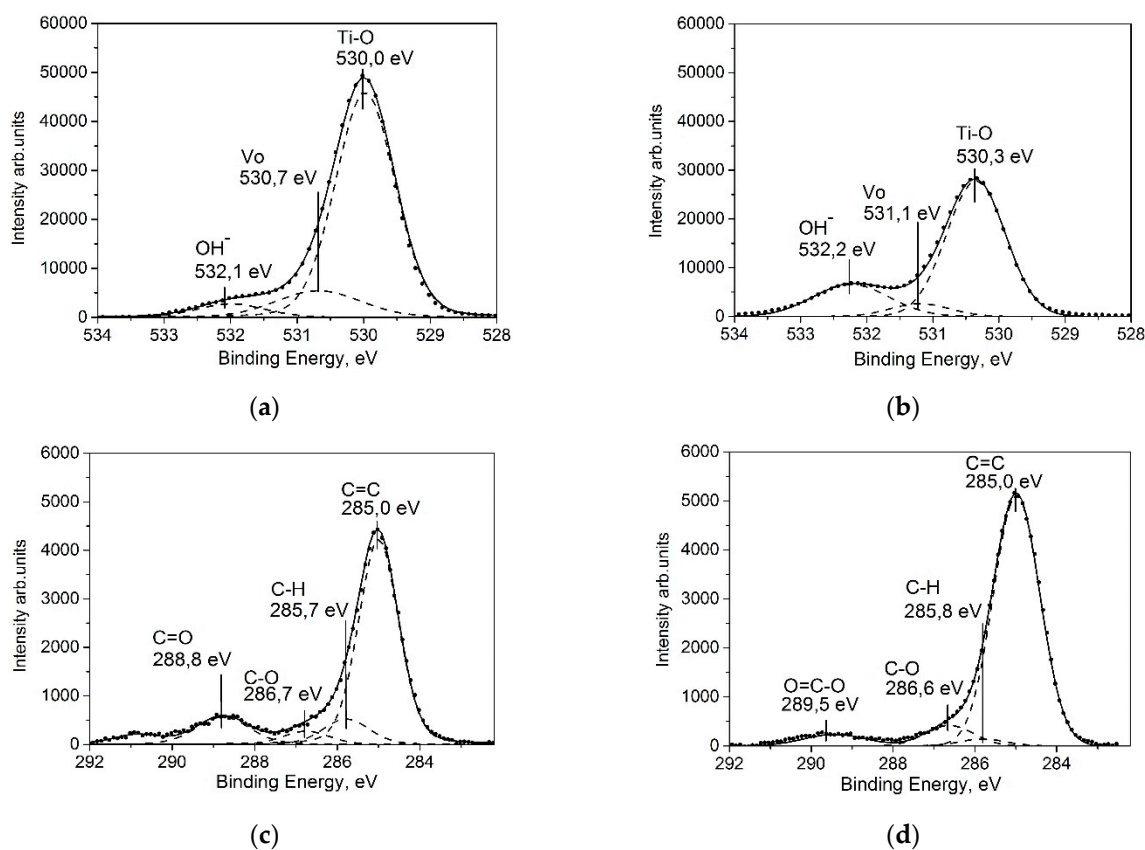 60000
50000
40000
30000
20000
10000
0
Intensity arb.units
Ti-O
530,0 eV
Vo
530,7 eV
OH⁻
532,1 eV
534 533 532 531 530 529 528
Binding Energy, eV
(a)
60000
50000
40000
30000
20000
10000
0
Intensity arb.units
Ti-O
530,3 eV
Vo
531,1 eV
OH⁻
532,2 eV
534 533 532 531 530 529 528
Binding Energy, eV
(b)
6000
5000
4000
3000
2000
1000
0
Intensity arb.units
C=C
285,0 eV
C-H
285,7 eV
C=O
288,8 eV
C-O
286,7 eV
292 290 288 286 284
Binding Energy, eV
(c)
6000
5000
4000
3000
2000
1000
0
Intensity arb.units
C=C
285,0 eV
C-H
285,8 eV
C-O
286,6 eV
O=C-O
289,5 eV
292 290 288 286 284
Binding Energy, eV
(d)